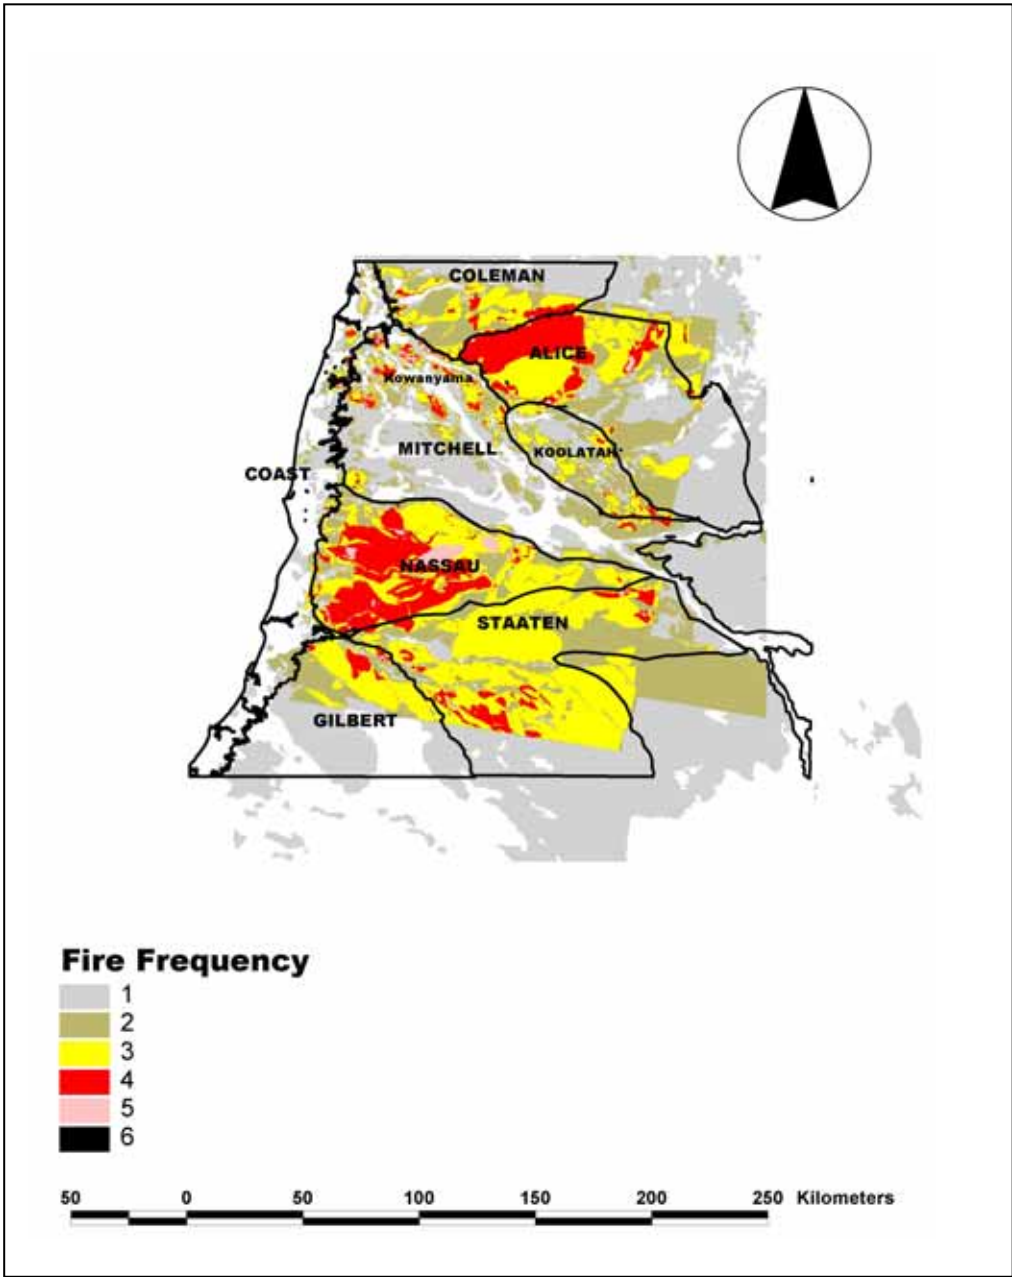 COLEMAN
ALICE
Kowanyama
MITCHELL
KOOLATAH
COAST
NASSAU
STAATEN
GILBERT
Fire Frequency
1
2
3
4
5
6
50 0 50 100 150 200 250 Kilometers